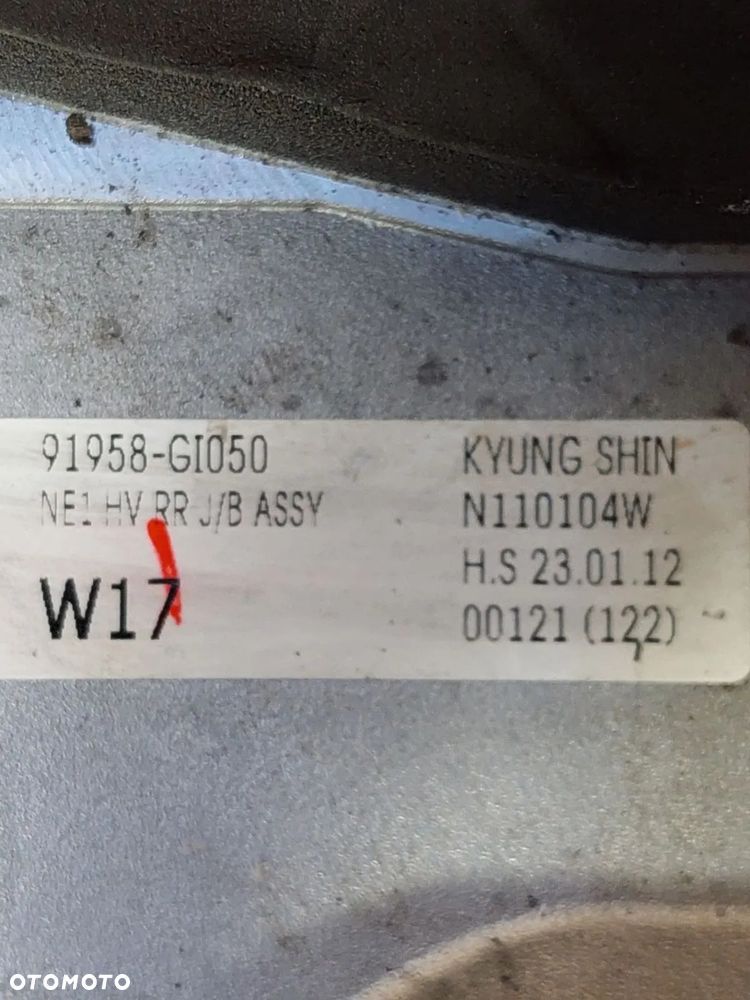 91958-GI050
NE1 HV RR J/B ASSY
W17
KYUNG SHIN
N110104W
H.S 23.01.12
00121 (122)
OTOMOTO